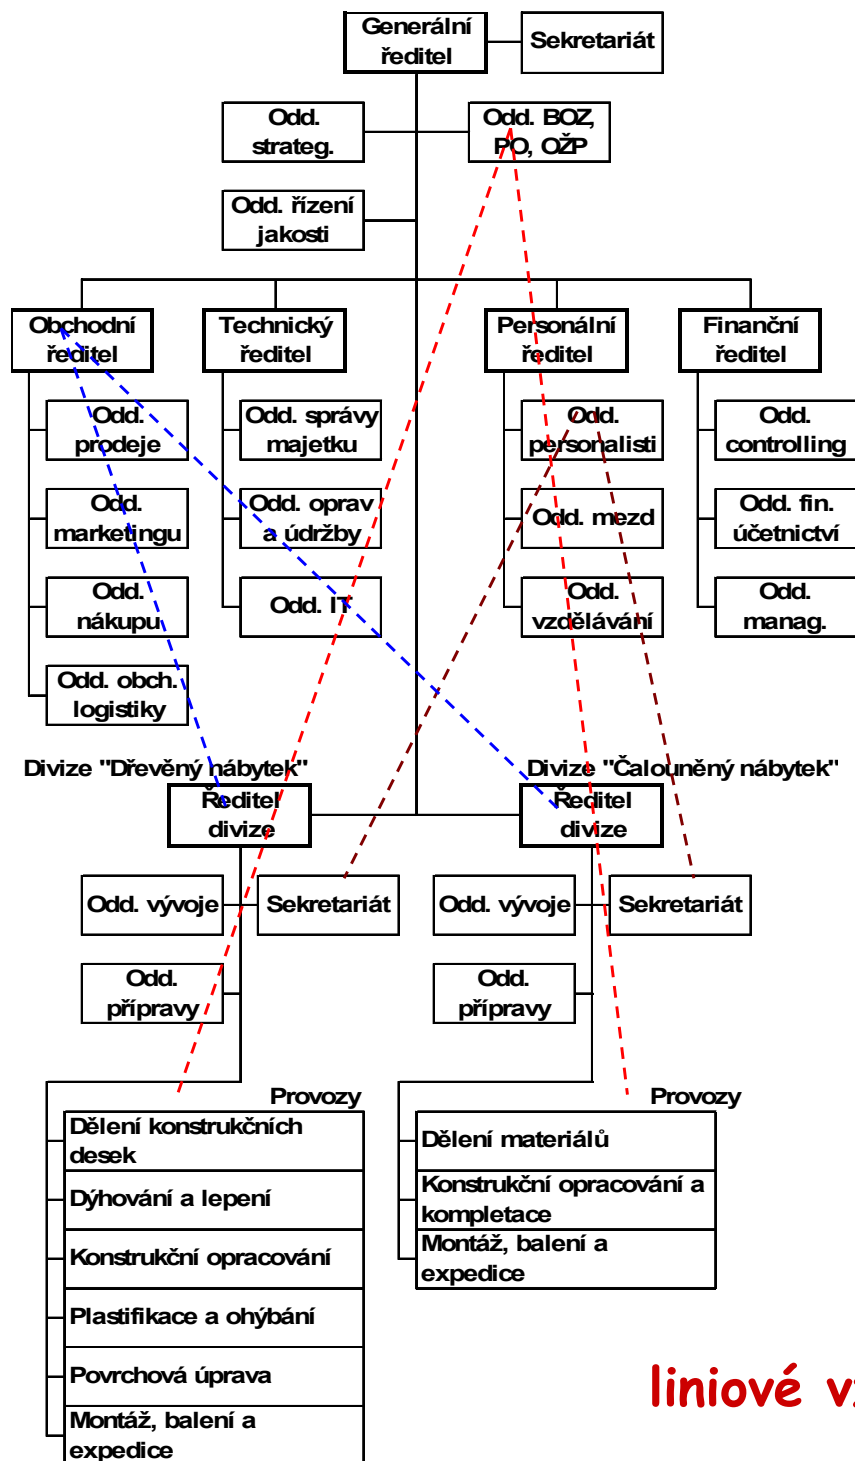 Generální
ředitel
Sekretariát
Odd.
strateg.
Odd. BOZ,
PO, OŽP
Odd. řízení
jakosti
Obchodní
ředitel
Technický
ředitel
Personální
ředitel
Finanční
ředitel
Odd.
prodeje
Odd. správy
majetku
Odd.
personalisti
Odd.
controlling
Odd.
marketingu
Odd. oprav
a údržby
Odd. mezd
Odd. fin.
účetnictví
Odd.
nákupu
Odd. IT
Odd.
vzdělávání
Odd.
manag.
Odd. obch.
logistiky
Divize "Dřevěný nábytek"
Divize "Čalouněný nábytek"
Ředitel
divize
Ředitel
divize
Odd. vývoje
Sekretariát
Odd. vývoje
Sekretariát
Odd.
přípravy
Odd.
přípravy
Provozy
Provozy
Dělení konstrukčních
desek
Dýhování a lepení
Konstrukční opracování
Plastifikace a ohýbání
Povrchová úprava
Montáž, balení a
expedice
Dělení materiálů
Konstrukční opracování a
kompletace
Montáž, balení a
expedice
liniové